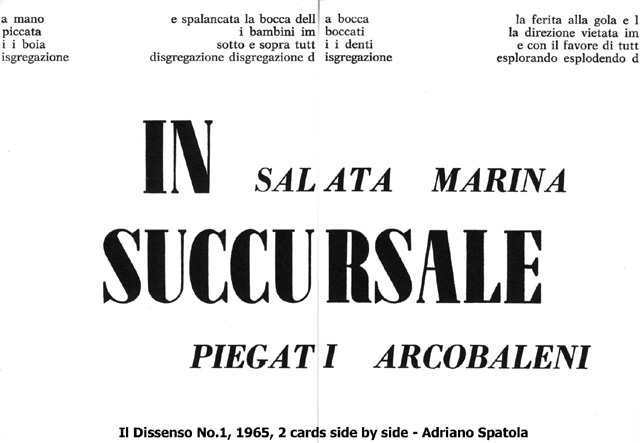 a mano
piccata
i i boia
isgregazione
e spalancata la bocca dell
i bambini im
sotto e sopra tutt
disgregazione disgregazione d
a bocca
boccati
i i denti
isgregazione
la ferita alla gola e l
la direzione vietata im
e con il favore di tutt
esplorando esplodendo d
IN SALATA MARINA
SUCCURSALE
PIEGATI ARCOBALENI
Il Dissenso No.1, 1965, 2 cards side by side - Adriano Spatola